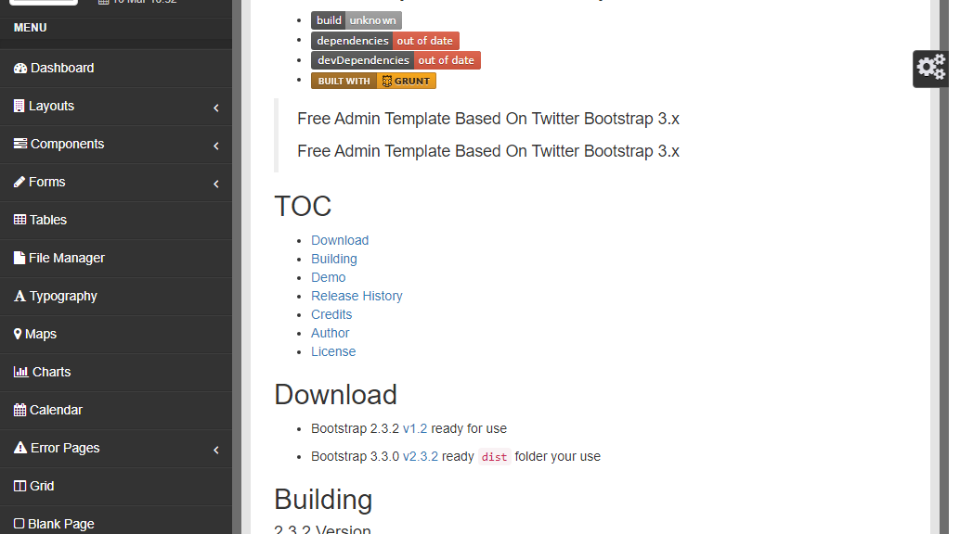 MENU
Dashboard
Layouts
Components
Forms
Tables
File Manager
Typography
Maps
Charts
Calendar
Error Pages
Grid
Blank Page
build unknown
dependencies out of date
devDependencies out of date
BUILT WITH GRUNT
Free Admin Template Based On Twitter Bootstrap 3.x
Free Admin Template Based On Twitter Bootstrap 3.x
TOC
Download
Building
Demo
Release History
Credits
Author
License
Download
Bootstrap 2.3.2 v1.2 ready for use
Bootstrap 3.3.0 v2.3.2 ready dist folder your use
Building
2.3.2 Version